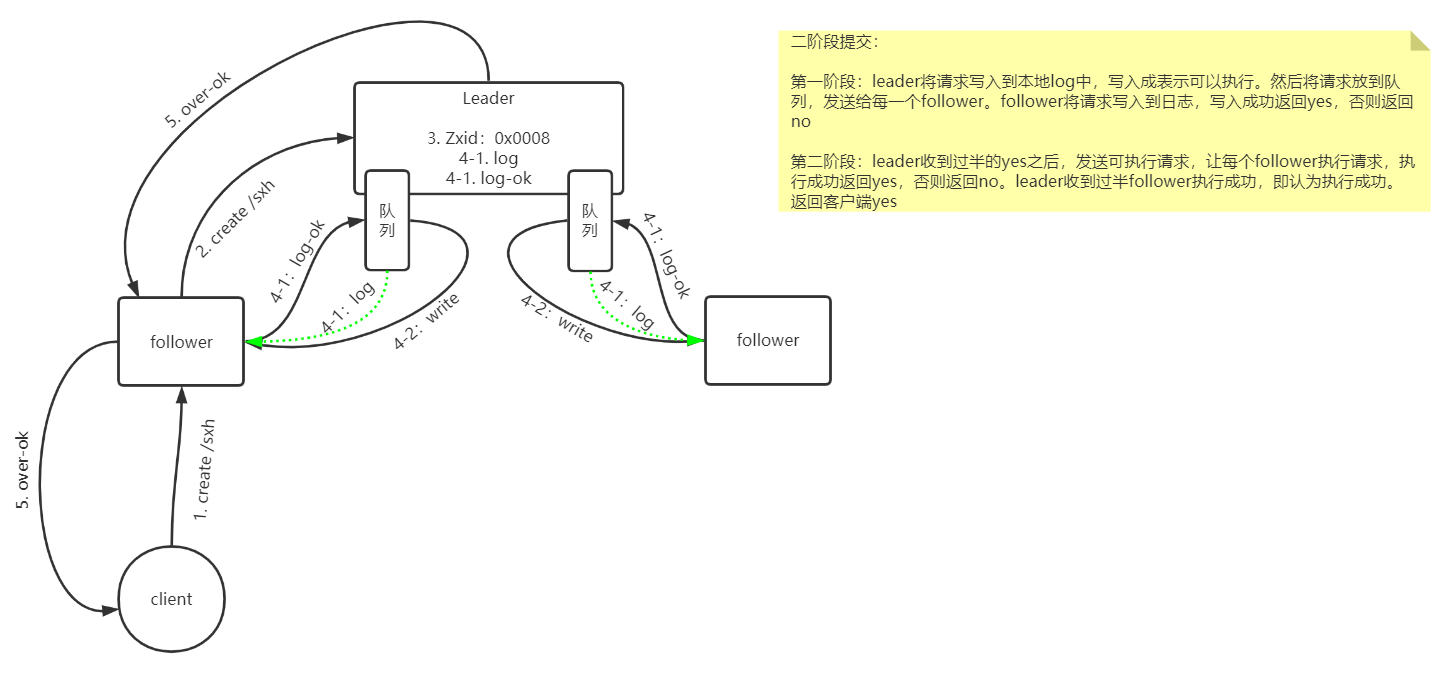 二阶段提交：
第一阶段：leader将请求写入到本地log中，写入成表示可以执行。然后将请求放到队
列，发送给每一个follower。follower将请求写入到日志，写入成功返回yes，否则返回
no
第二阶段：leader收到过半的yes之后，发送可执行请求，让每个follower执行请求，执
行成功返回yes，否则返回no。leader收到过半follower执行成功，即认为执行成功。
返回客户端yes
5. over-ok
Leader
3. Zxid：0x0008
4-1. log
4-1. log-ok
2. create /sxh
队
列
队
列
4-1：log-ok
4-1：log
4-2：write
4-1：log-ok
4-1：log
4-2：write
follower
follower
5. over-ok
1. create /sxh
client